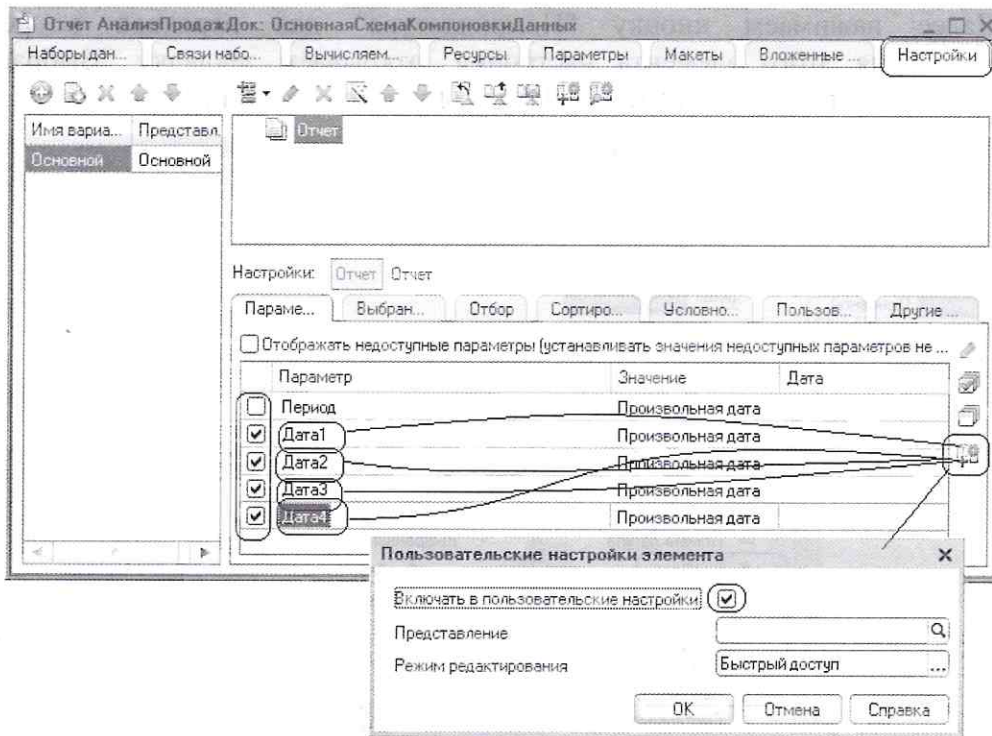 Отчет АнализПродажДок: ОсновнаяСхемаКомпоновкиДанных
Наборы дан... Связи набо... Вычисляем... Ресурсы Параметры Макеты Вложенные ... Настройки
Имя вариа... Представл. Отчет
Основной Основной
Настройки: Отчет Отчет
Параме... Выбран... Отбор Сортиро... Условно... Пользов... Другие ...
Отображать недоступные параметры (устанавливать значения недоступных параметров не ...
Параметр Значение Дата
Период Произвольная дата
Дата1 Произвольная дата
Дата2 Произвольная дата
Дата3 Произвольная дата
Дата4 Произвольная дата
Пользовательские настройки элемента
Включать в пользовательские настройки
Представление
Режим редактирования Быстрый доступ ...
OK Отмена Справка